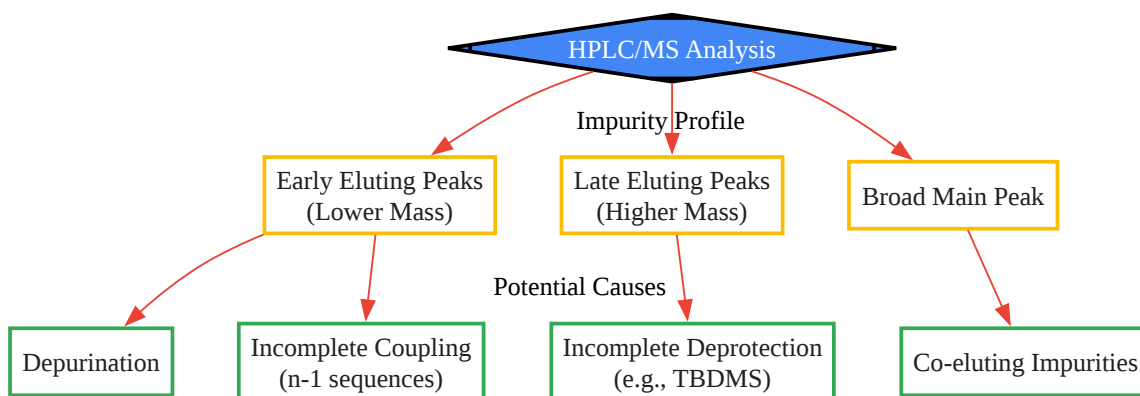 HPLC/MS Analysis
Impurity Profile
Early Eluting Peaks
(Lower Mass)
Late Eluting Peaks
(Higher Mass)
Broad Main Peak
Potential Causes
Depurination
Incomplete Coupling
(n-1 sequences)
Incomplete Deprotection
(e.g., TBDMS)
Co-eluting Impurities